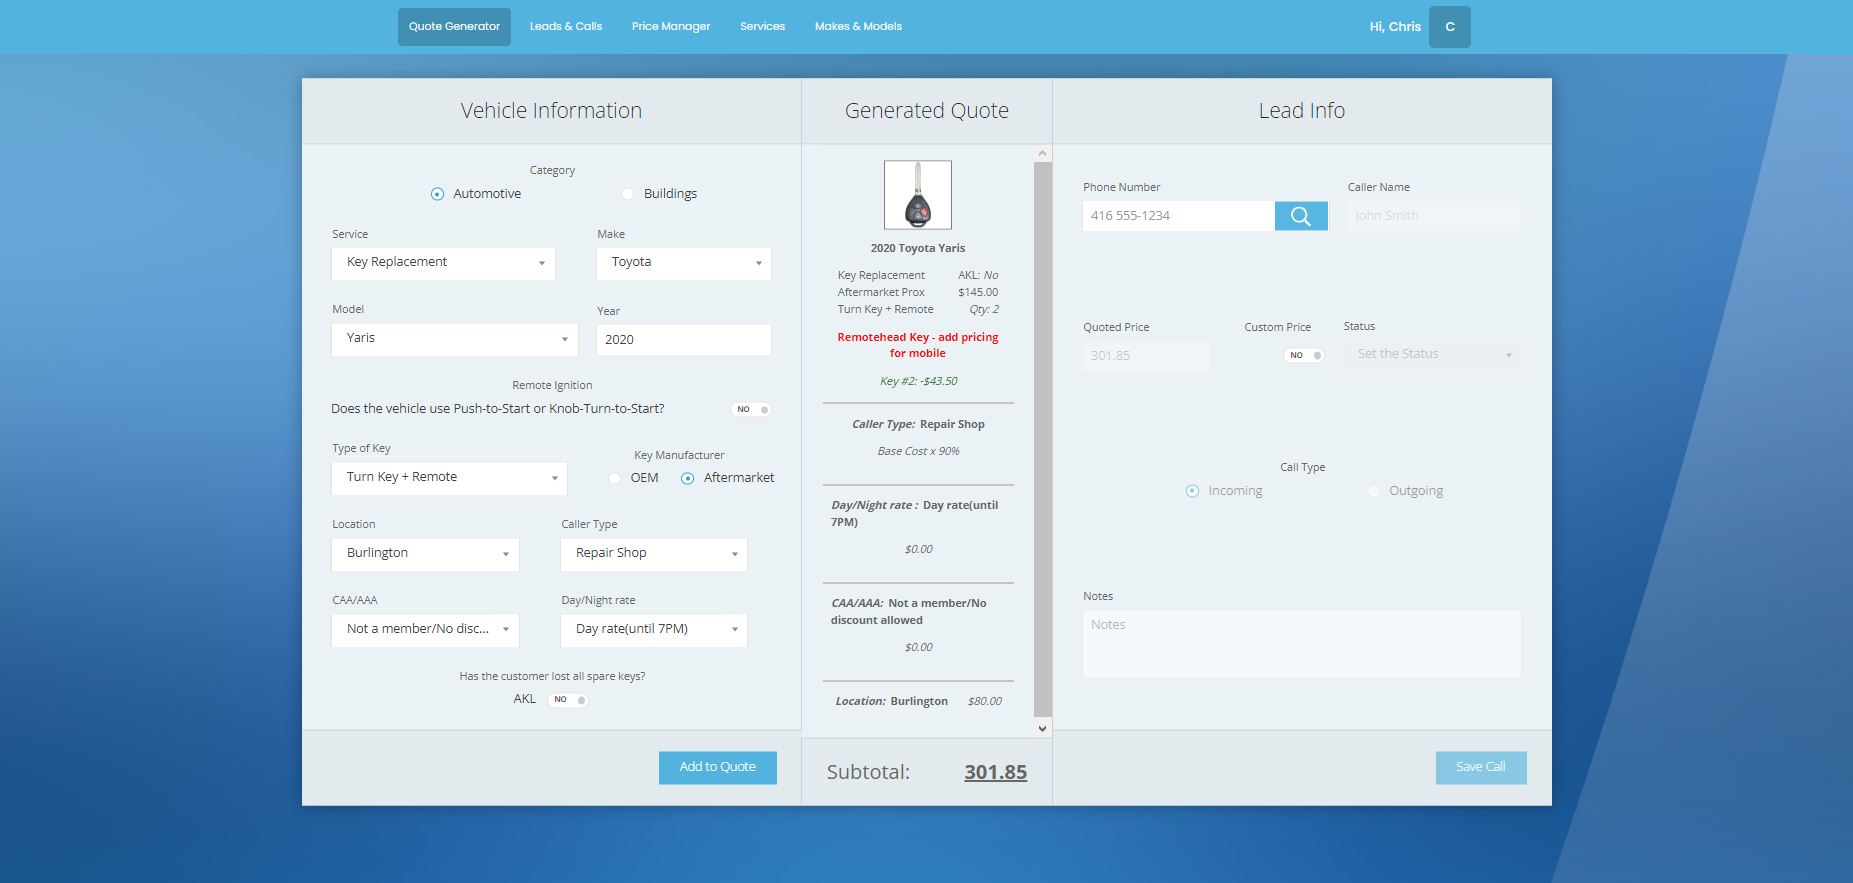 Quote Generator
Leads & Calls
Price Manager
Services
Makes & Models
Hi, Chris
C
Vehicle Information
Category
Automotive
Buildings
Service
Make
Key Replacement
Toyota
Model
Year
Yaris
2020
Remote Ignition
Does the vehicle use Push-to-Start or Knob-Turn-to-Start?
NO
Type of Key
Key Manufacturer
Turn Key + Remote
OEM
Aftermarket
Location
Caller Type
Burlington
Repair Shop
CAA/AAA
Day/Night rate
Not a member/No disc...
Day rate(until 7PM)
Has the customer lost all spare keys?
AKL
NO
Add to Quote
Generated Quote
2020 Toyota Yaris
Key Replacement AKL: No
Aftermarket Prox $145.00
Turn Key + Remote Qty: 2
Remotehead Key - add pricing
for mobile
Key #2: -$43.50
Caller Type: Repair Shop
Base Cost x 90%
Day/Night rate : Day rate(until
7PM)
$0.00
CAA/AAA: Not a member/No
discount allowed
$0.00
Location: Burlington $80.00
Subtotal: 301.85
Lead Info
Phone Number
Caller Name
416 555-1234
John Smith
Quoted Price
Custom Price
Status
301.85
NO
Set the Status
Call Type
Incoming
Outgoing
Notes
Notes
Save Call